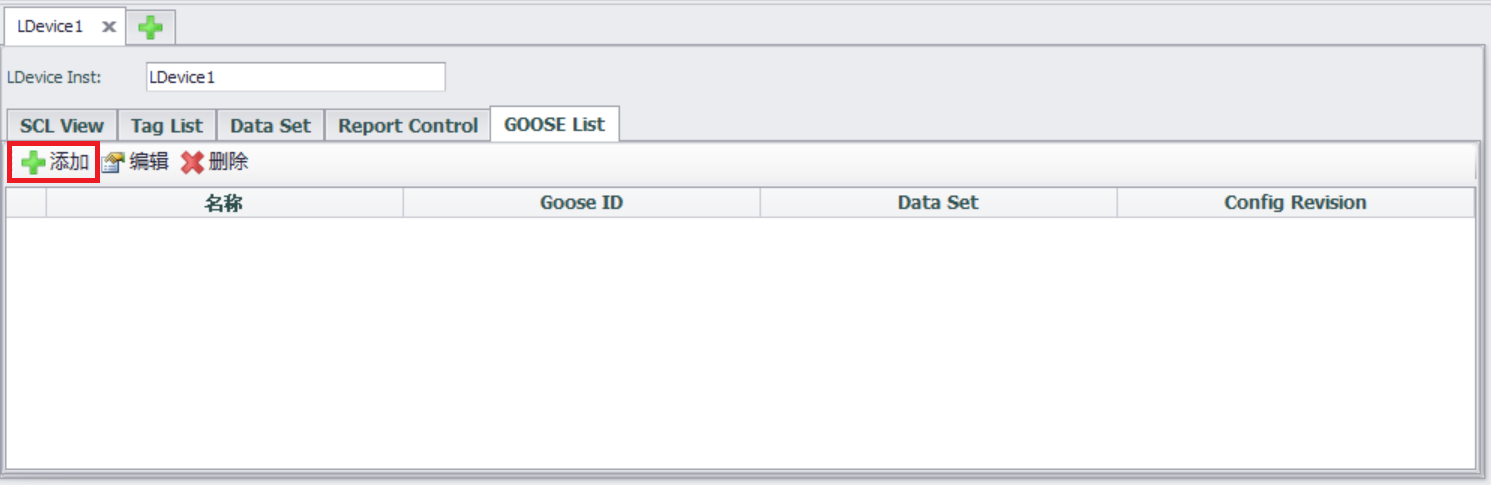 LDevice1
LDevice Inst: LDevice1
SCL View Tag List Data Set Report Control GOOSE List
添加 编辑 删除
名称 Goose ID Data Set Config Revision